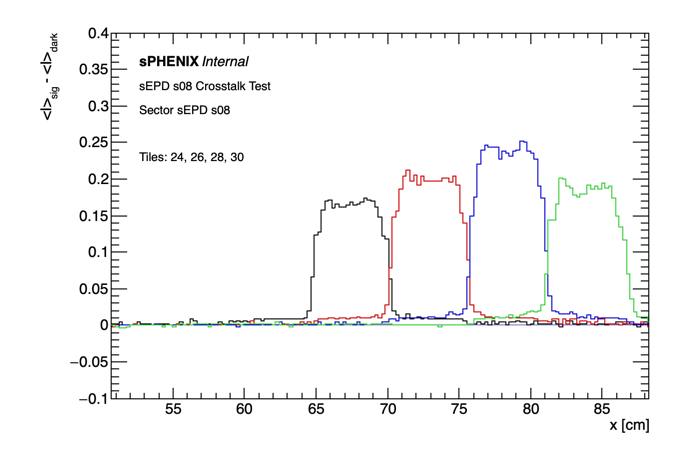 <I>sig - <I>dark
0.4
0.35
0.3
0.25
0.2
0.15
0.1
0.05
0
−0.05
−0.1
sPHENIX Internal
sEPD s08 Crosstalk Test
Sector sEPD s08
Tiles: 24, 26, 28, 30
55 60 65 70 75 80 85
x [cm]